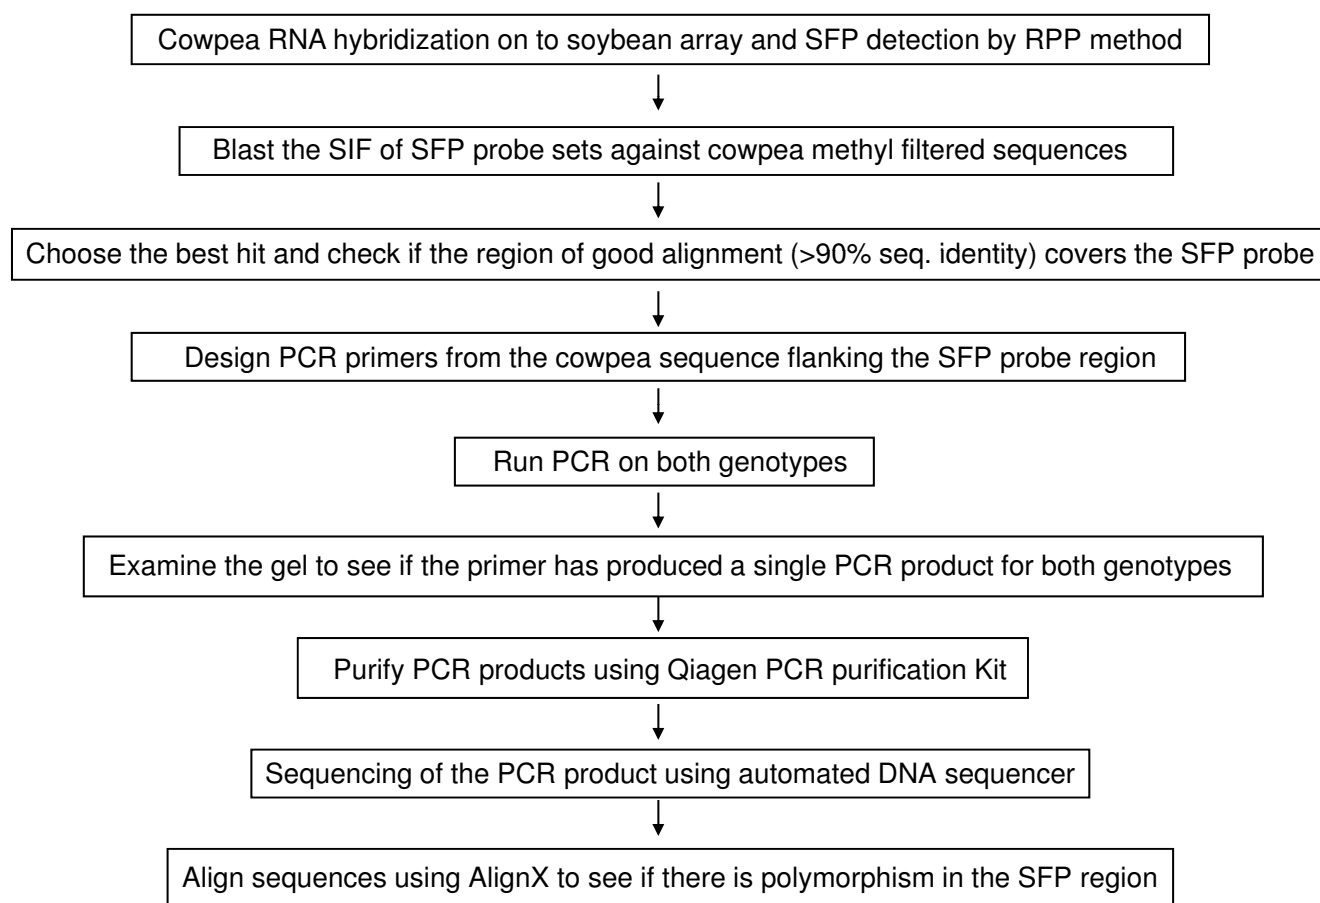 Cowpea RNA hybridization on to soybean array and SFP detection by RPP method
Blast the SIF of SFP probe sets against cowpea methyl filtered sequences
Choose the best hit and check if the region of good alignment (>90% seq. identity) covers the SFP probe
Design PCR primers from the cowpea sequence flanking the SFP probe region
Run PCR on both genotypes
Examine the gel to see if the primer has produced a single PCR product for both genotypes
Purify PCR products using Qiagen PCR purification Kit
Sequencing of the PCR product using automated DNA sequencer
Align sequences using AlignX to see if there is polymorphism in the SFP region